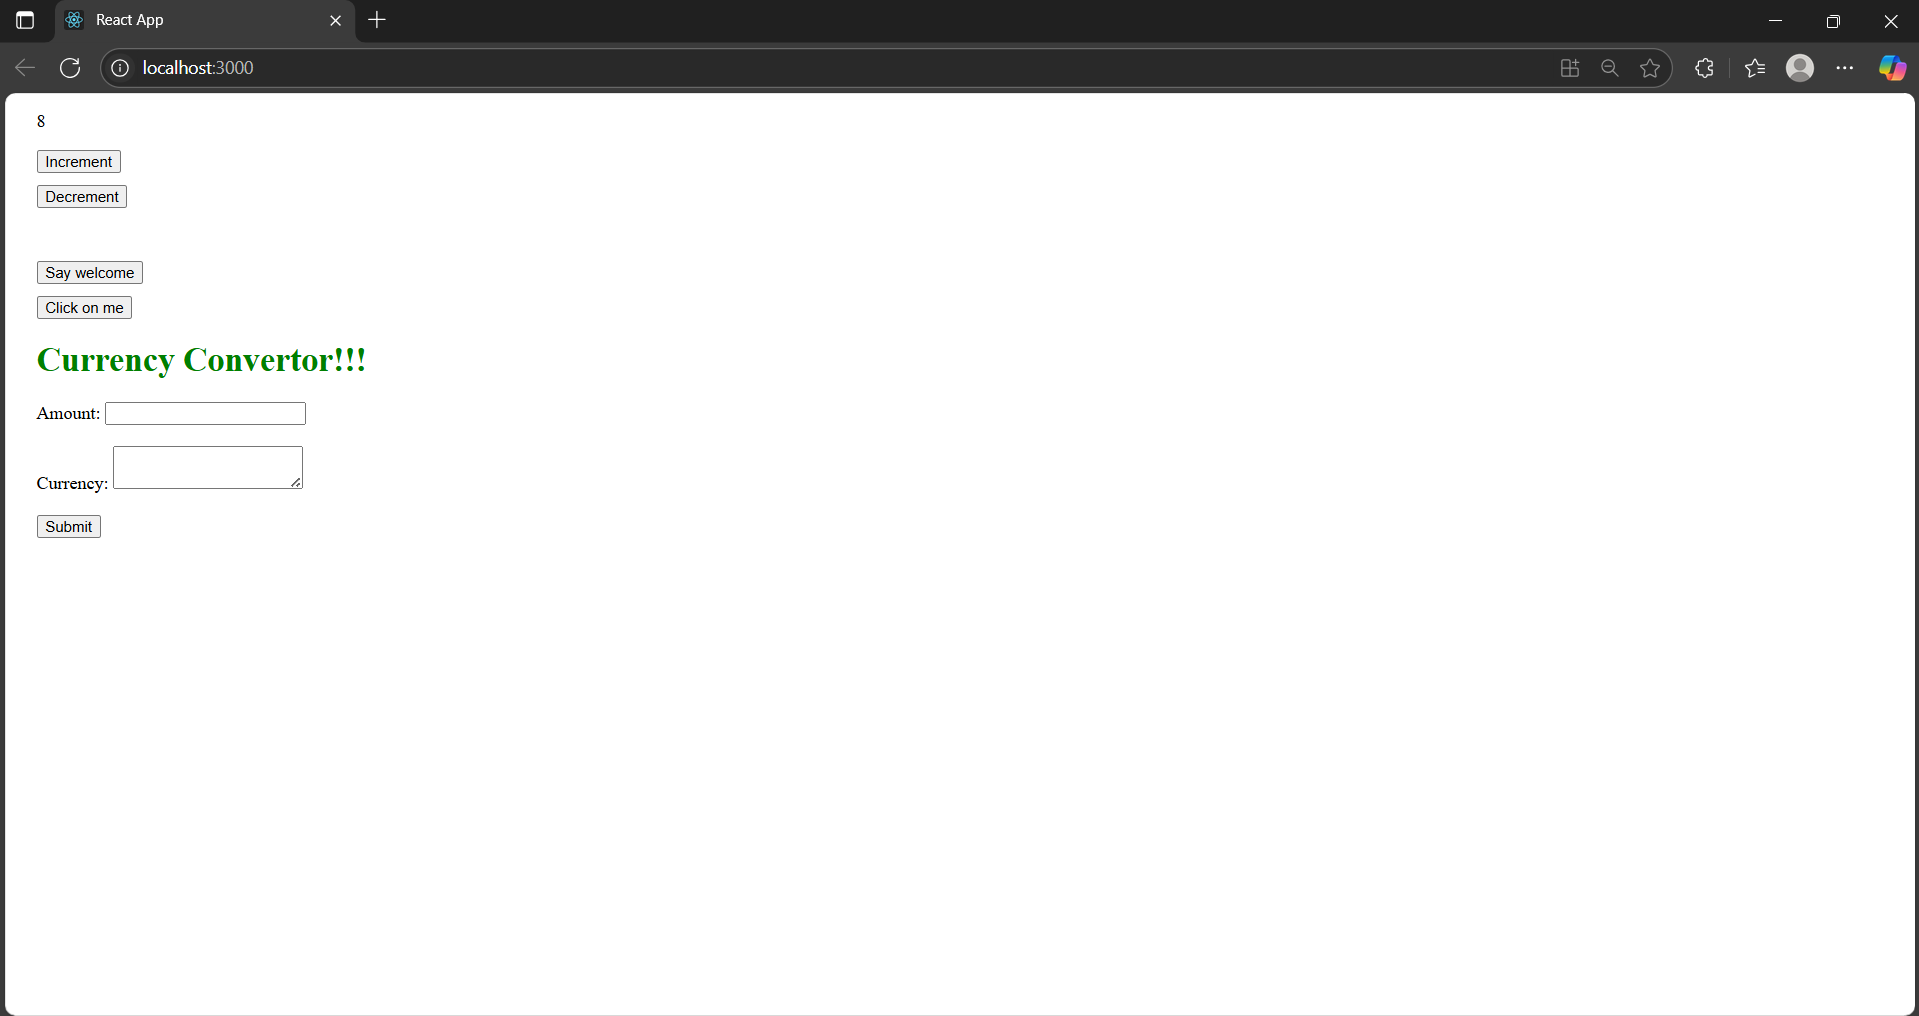 React App
localhost:3000
8
Increment
Decrement
Say welcome
Click on me
Currency Convertor!!!
Amount:
Currency:
Submit